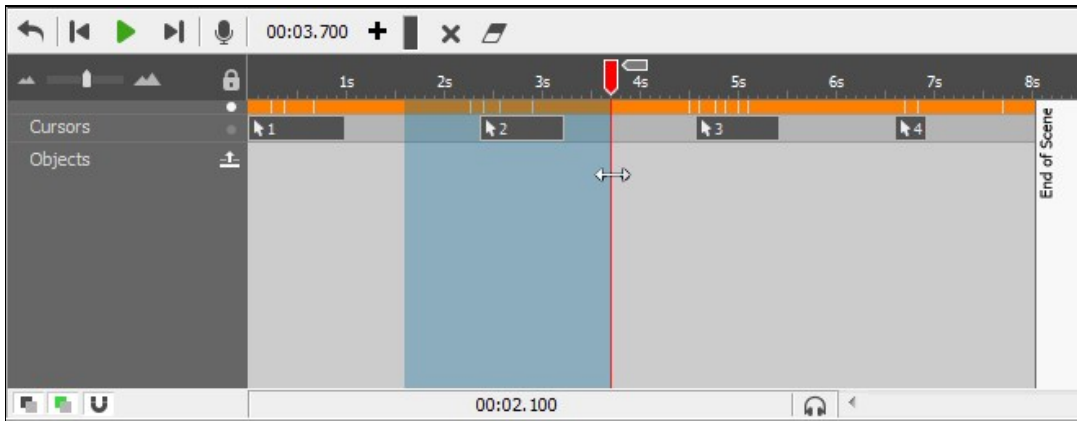 00:03.700
1s 2s 3s 4s 5s 6s 7s 8s
Cursors 1 2 3 4
Objects
End of Scene
00:02.100